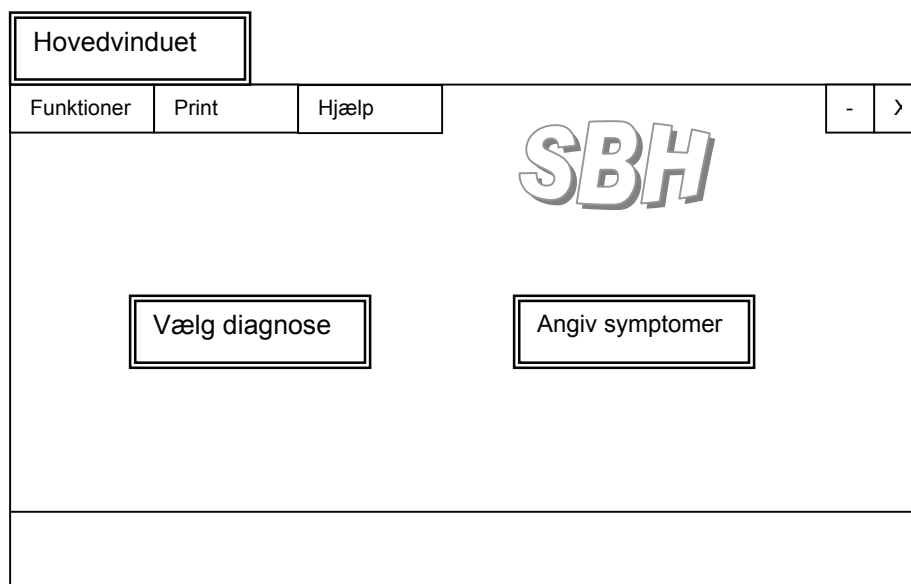 Hovedvinduet
Funktioner Print Hjælp - X
SBH
Vælg diagnose Angiv symptomer